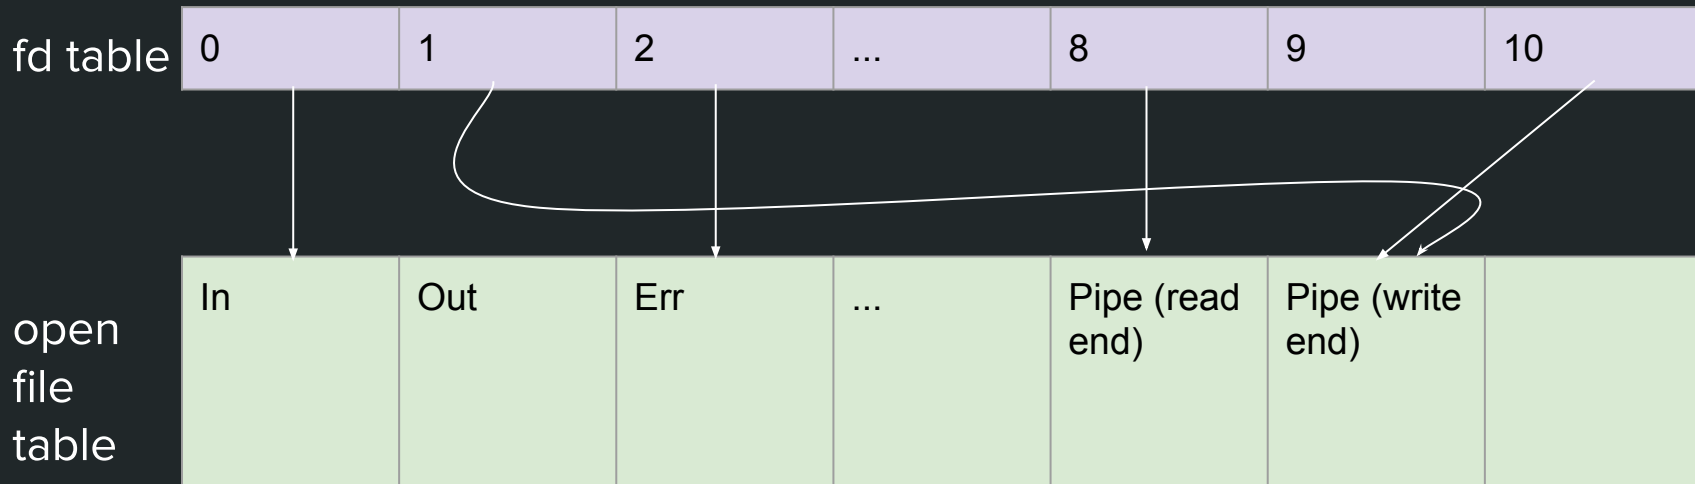 fd table
0
1
2
...
8
9
10
open
file
table
In
Out
Err
...
Pipe (read
end)
Pipe (write
end)